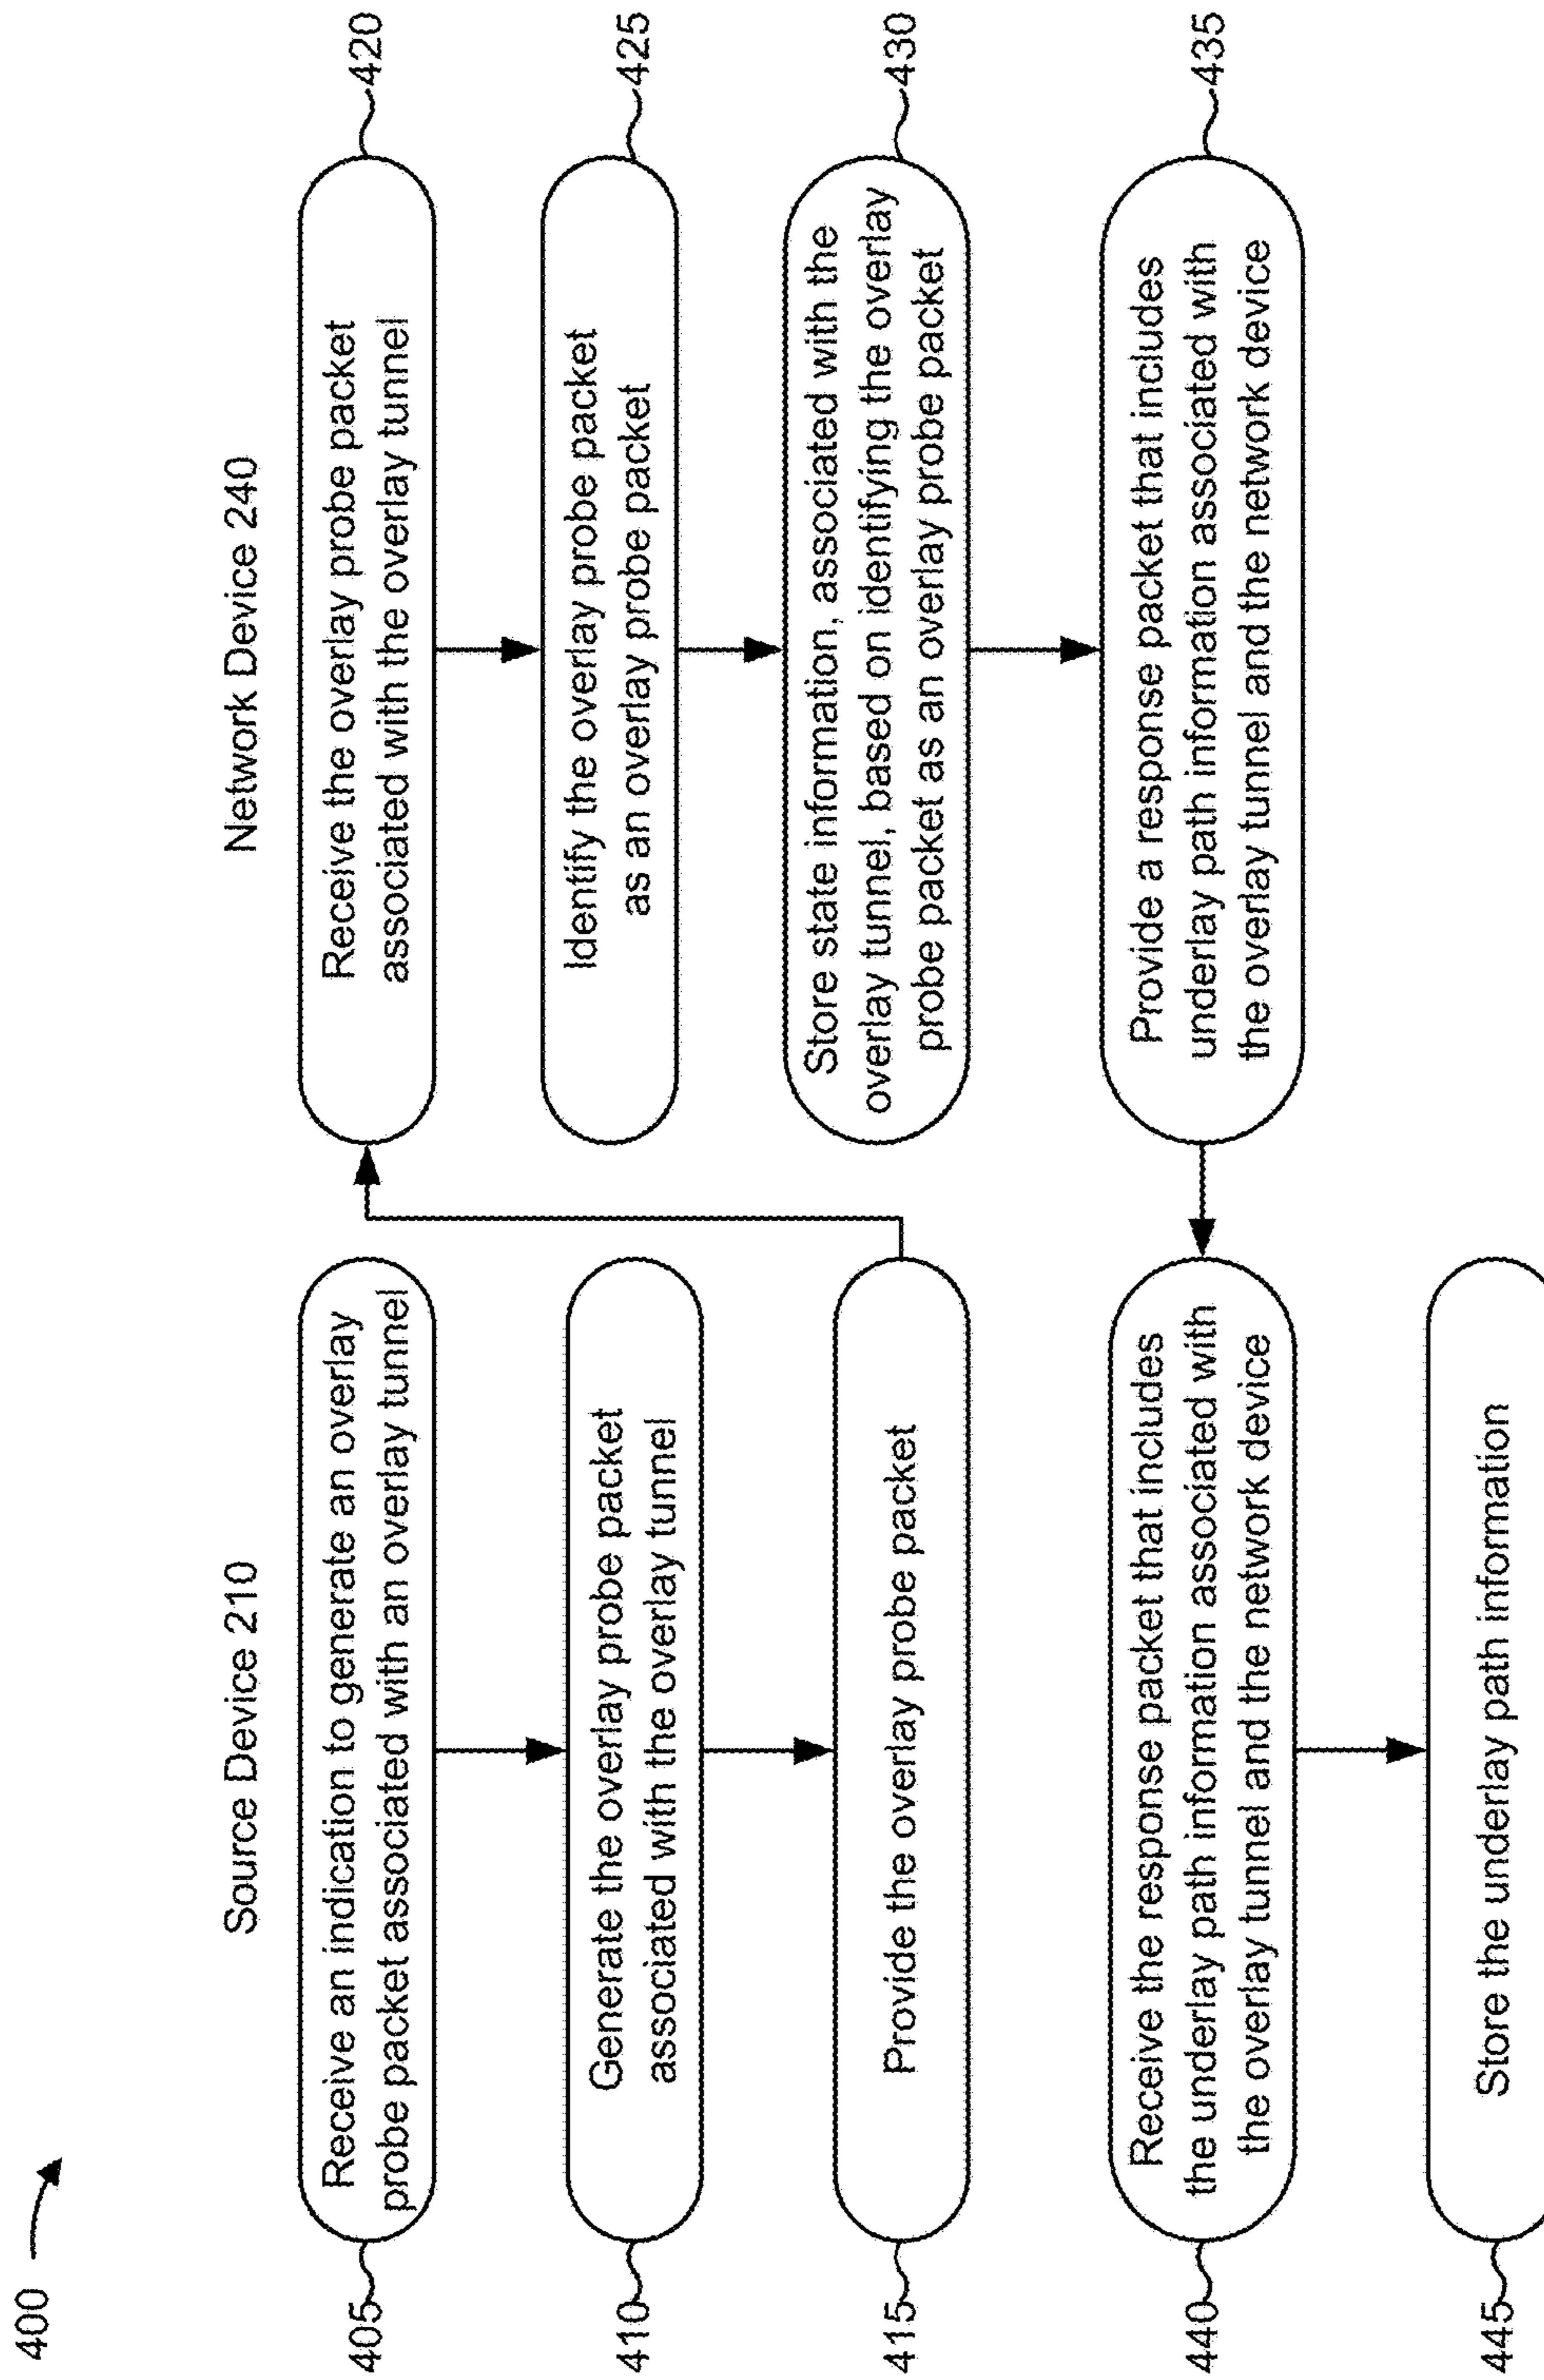 400
Source Device 210
405
Receive an indication to generate an overlay
probe packet associated with an overlay tunnel
410
Generate the overlay probe packet
associated with the overlay tunnel
415
Provide the overlay probe packet
Network Device 240
420
Receive the overlay probe packet
associated with the overlay tunnel
425
Identify the overlay probe packet
as an overlay probe packet
430
Store state information, associated with the
overlay tunnel, based on identifying the overlay
probe packet as an overlay probe packet
435
Provide a response packet that includes
underlay path information associated with
the overlay tunnel and the network device
440
Receive the response packet that includes
the underlay path information associated with
the overlay tunnel and the network device
445
Store the underlay path information